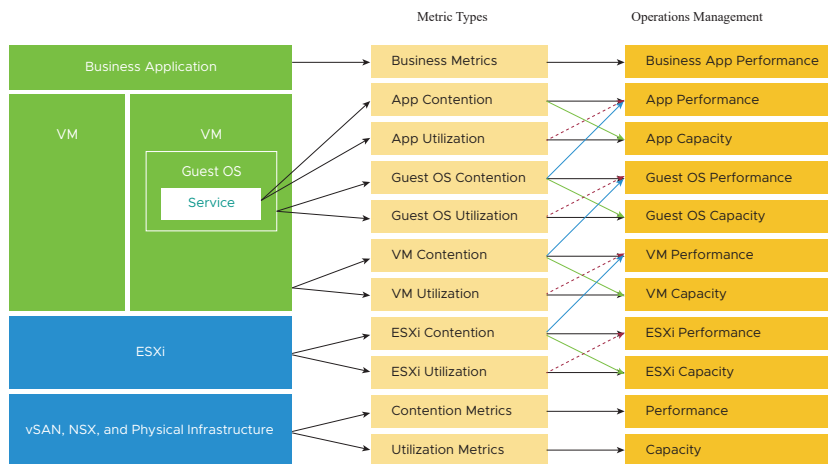 Metric Types
Operations Management
Business Application
Business Metrics
Business App Performance
VM
VM
App Contention
App Performance
App Utilization
App Capacity
Guest OS
Guest OS Contention
Guest OS Performance
Service
Guest OS Utilization
Guest OS Capacity
VM Contention
VM Performance
VM Utilization
VM Capacity
ESXi
ESXi Contention
ESXi Performance
ESXi Utilization
ESXi Capacity
vSAN, NSX, and Physical Infrastructure
Contention Metrics
Performance
Utilization Metrics
Capacity